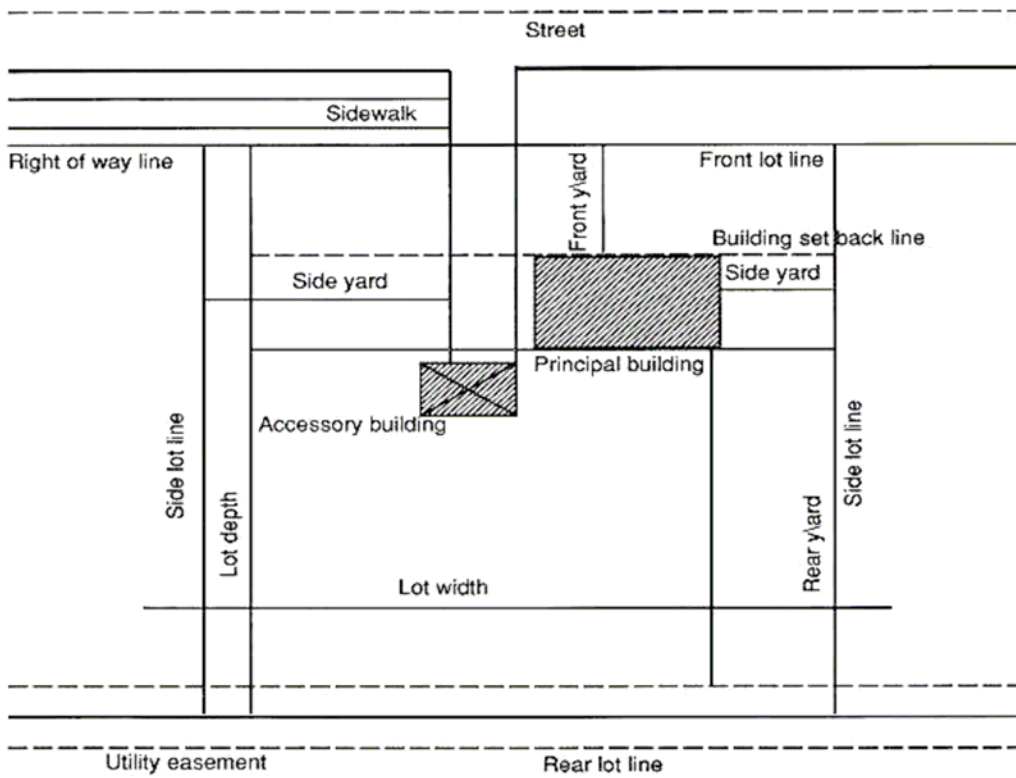 Street
Sidewalk
Right of way line
Front y\ard
Front lot line
Building set back line
Side yard
Side yard
Principal building
Accessory building
Side lot line
Lot depth
Rear y\ard
Side lot line
Lot width
Utility easement
Rear lot line